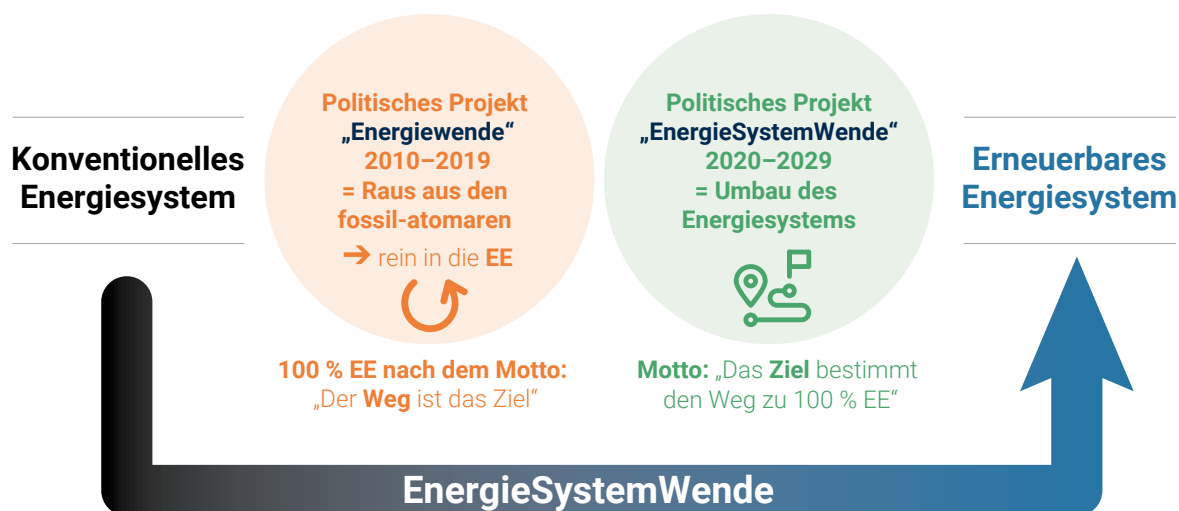 Konventionelles
Energiesystem
Politisches Projekt
„Energiewende“
2010–2019
= Raus aus den
fossil-atomaren
➔ rein in die EE
100 % EE nach dem Motto:
„Der Weg ist das Ziel“
Politisches Projekt
„EnergieSystemWende“
2020–2029
= Umbau des
Energiesystems
Motto: „Das Ziel bestimmt
den Weg zu 100 % EE“
Erneuerbares
Energiesystem
EnergieSystemWende